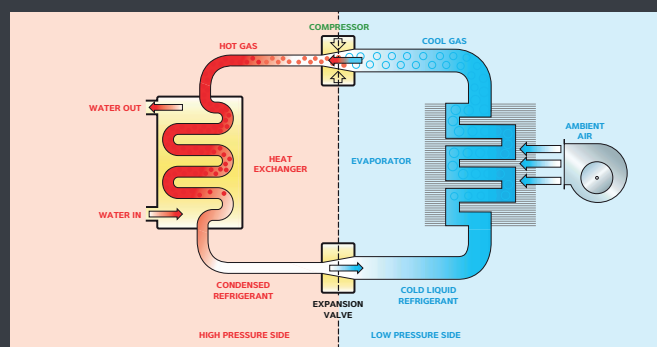 COMPRESSOR
HOT GAS
COOL GAS
WATER OUT
AMBIENT
AIR
HEAT
EXCHANGER
EVAPORATOR
WATER IN
CONDENSED
REFRIGERANT
EXPANSION
VALVE
COLD LIQUID
REFRIGERANT
HIGH PRESSURE SIDE
LOW PRESSURE SIDE